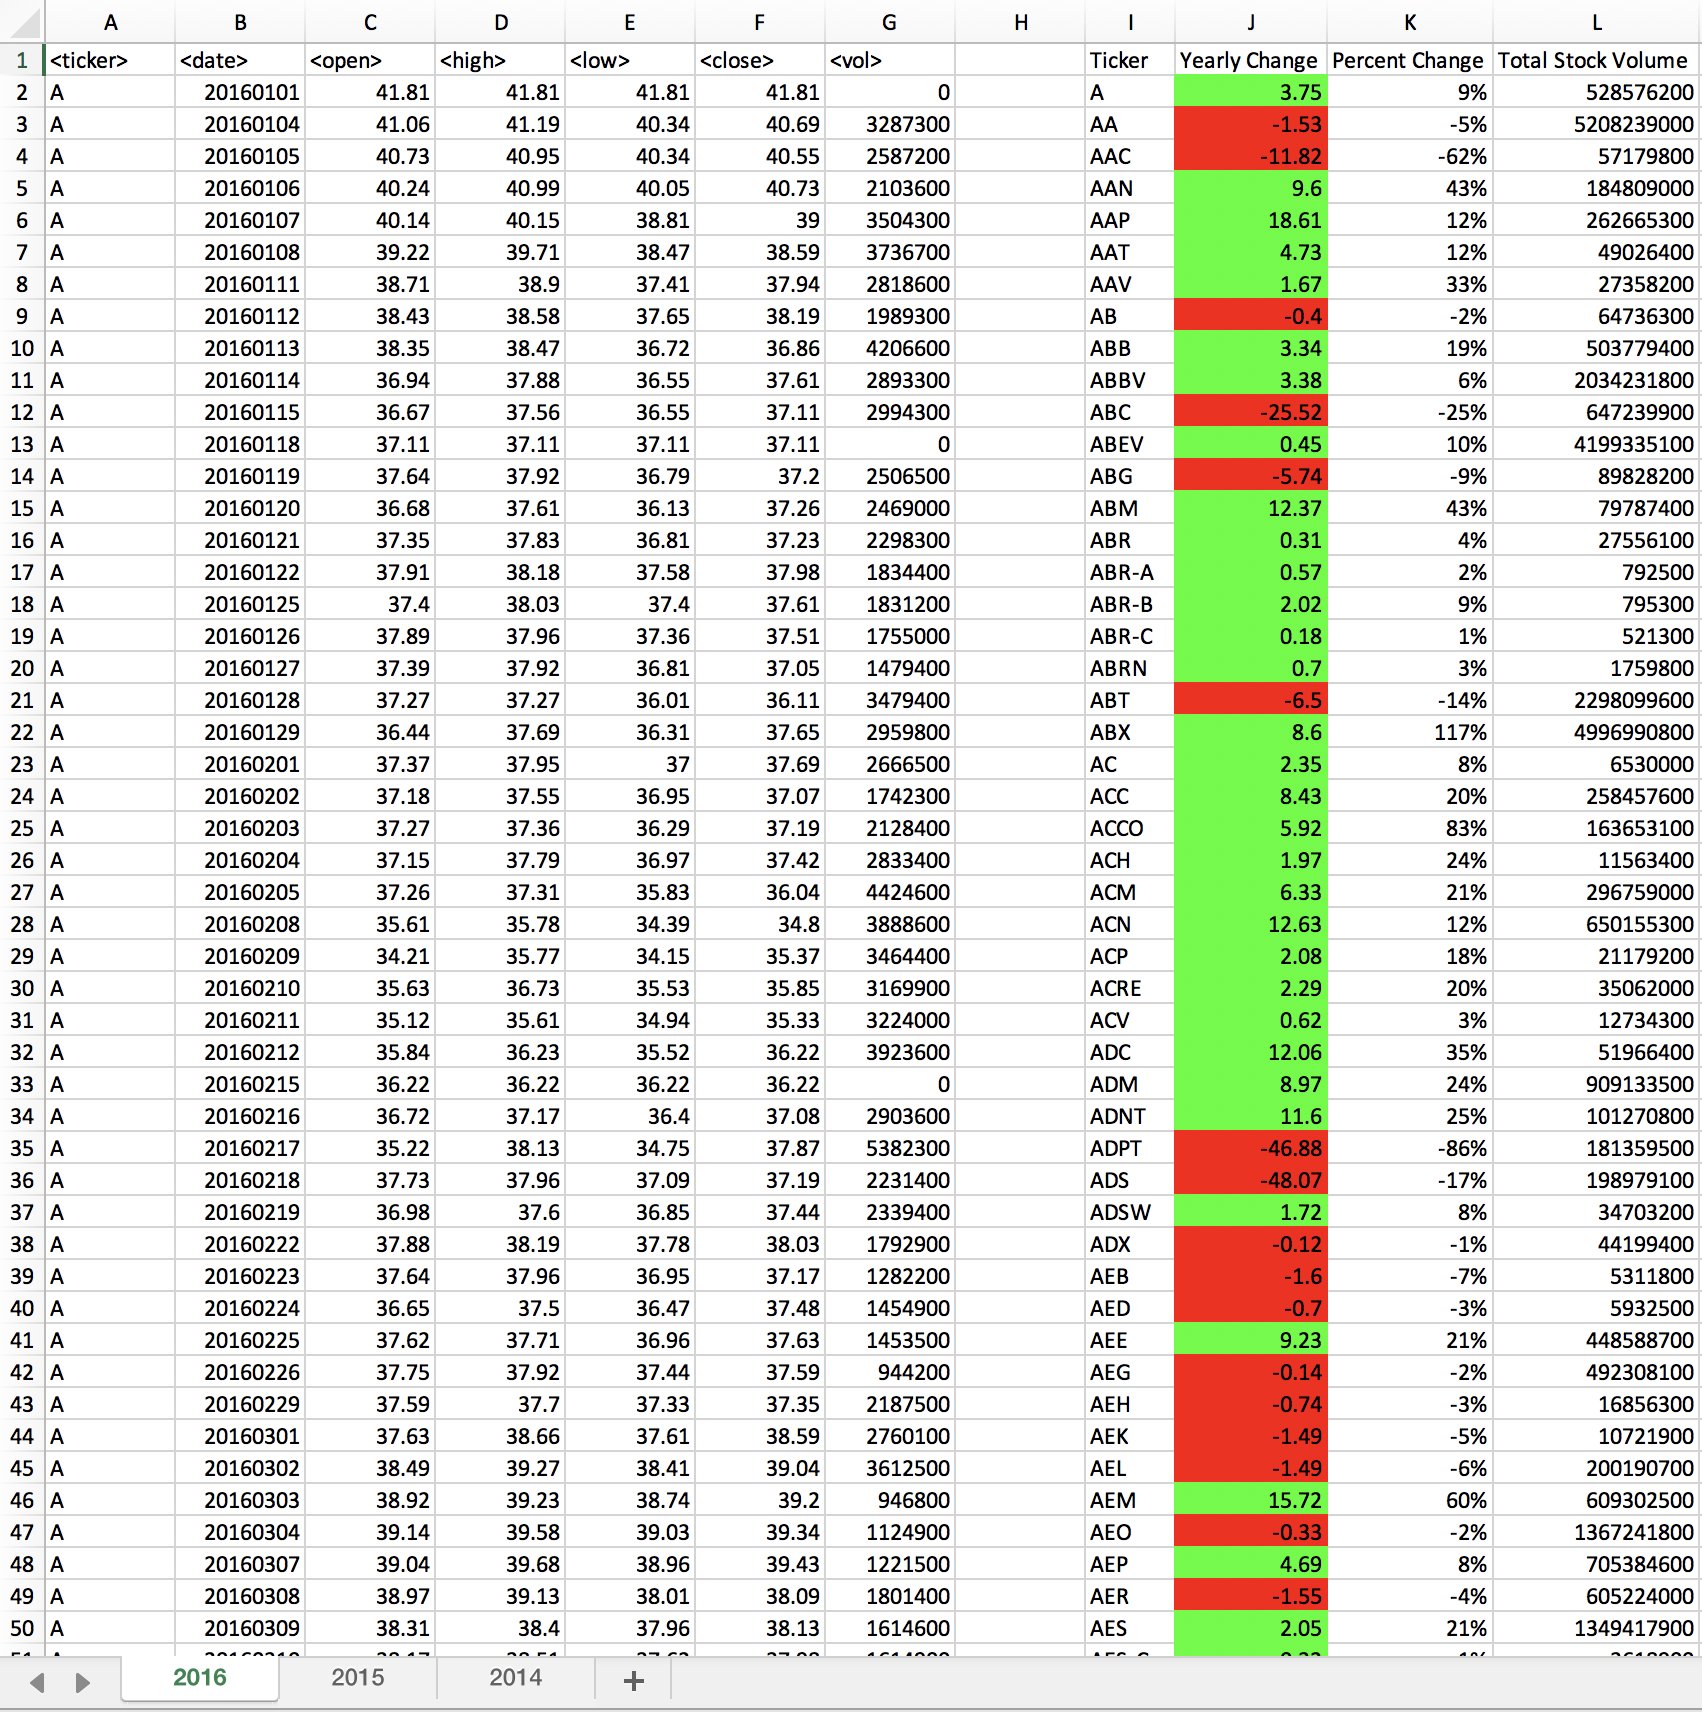 A B C D E F G H I J K L
1 <ticker> <date> <open> <high> <low> <close> <vol> Ticker Yearly Change Percent Change Total Stock Volume
2 A 20160101 41.81 41.81 41.81 41.81 0 A 3.75 9% 528576200
3 A 20160104 41.06 41.19 40.34 40.69 3287300 AA -1.53 -5% 5208239000
4 A 20160105 40.73 40.95 40.34 40.55 2587200 AAC -11.82 -62% 57179800
5 A 20160106 40.24 40.99 40.05 40.73 2103600 AAN 9.6 43% 184809000
6 A 20160107 40.14 40.15 38.81 39 3504300 AAP 18.61 12% 262665300
7 A 20160108 39.22 39.71 38.47 38.59 3736700 AAT 4.73 12% 49026400
8 A 20160111 38.71 38.9 37.41 37.94 2818600 AAV 1.67 33% 27358200
9 A 20160112 38.43 38.58 37.65 38.19 1989300 AB -0.4 -2% 64736300
10 A 20160113 38.35 38.47 36.72 36.86 4206600 ABB 3.34 19% 503779400
11 A 20160114 36.94 37.88 36.55 37.61 2893300 ABBV 3.38 6% 2034231800
12 A 20160115 36.67 37.56 36.55 37.11 2994300 ABC -25.52 -25% 647239900
13 A 20160118 37.11 37.11 37.11 37.11 0 ABEV 0.45 10% 4199335100
14 A 20160119 37.64 37.92 36.79 37.2 2506500 ABG -5.74 -9% 89828200
15 A 20160120 36.68 37.61 36.13 37.26 2469000 ABM 12.37 43% 79787400
16 A 20160121 37.35 37.83 36.81 37.23 2298300 ABR 0.31 4% 27556100
17 A 20160122 37.91 38.18 37.58 37.98 1834400 ABR-A 0.57 2% 792500
18 A 20160125 37.4 38.03 37.4 37.61 1831200 ABR-B 2.02 9% 795300
19 A 20160126 37.89 37.96 37.36 37.51 1755000 ABR-C 0.18 1% 521300
20 A 20160127 37.39 37.92 36.81 37.05 1479400 ABRN 0.7 3% 1759800
21 A 20160128 37.27 37.27 36.01 36.11 3479400 ABT -6.5 -14% 2298099600
22 A 20160129 36.44 37.69 36.31 37.65 2959800 ABX 8.6 117% 4996990800
23 A 20160201 37.37 37.95 37 37.69 2666500 AC 2.35 8% 6530000
24 A 20160202 37.18 37.55 36.95 37.07 1742300 ACC 8.43 20% 258457600
25 A 20160203 37.27 37.36 36.29 37.19 2128400 ACCO 5.92 83% 163653100
26 A 20160204 37.15 37.79 36.97 37.42 2833400 ACH 1.97 24% 11563400
27 A 20160205 37.26 37.31 35.83 36.04 4424600 ACM 6.33 21% 296759000
28 A 20160208 35.61 35.78 34.39 34.8 3888600 ACN 12.63 12% 650155300
29 A 20160209 34.21 35.77 34.15 35.37 3464400 ACP 2.08 18% 21179200
30 A 20160210 35.63 36.73 35.53 35.85 3169900 ACRE 2.29 20% 35062000
31 A 20160211 35.12 35.61 34.94 35.33 3224000 ACV 0.62 3% 12734300
32 A 20160212 35.84 36.23 35.52 36.22 3923600 ADC 12.06 35% 51966400
33 A 20160215 36.22 36.22 36.22 36.22 0 ADM 8.97 24% 909133500
34 A 20160216 36.72 37.17 36.4 37.08 2903600 ADNT 11.6 25% 101270800
35 A 20160217 35.22 38.13 34.75 37.87 5382300 ADPT -46.88 -86% 181359500
36 A 20160218 37.73 37.96 37.09 37.19 2231400 ADS -48.07 -17% 198979100
37 A 20160219 36.98 37.6 36.85 37.44 2339400 ADSW 1.72 8% 34703200
38 A 20160222 37.88 38.19 37.78 38.03 1792900 ADX -0.12 -1% 44199400
39 A 20160223 37.64 37.96 36.95 37.17 1282200 AEB -1.6 -7% 5311800
40 A 20160224 36.65 37.5 36.47 37.48 1454900 AED -0.7 -3% 5932500
41 A 20160225 37.62 37.71 36.96 37.63 1453500 AEE 9.23 21% 448588700
42 A 20160226 37.75 37.92 37.44 37.59 944200 AEG -0.14 -2% 492308100
43 A 20160229 37.59 37.7 37.33 37.35 2187500 AEH -0.74 -3% 16856300
44 A 20160301 37.63 38.66 37.61 38.59 2760100 AEK -1.49 -5% 10721900
45 A 20160302 38.49 39.27 38.41 39.04 3612500 AEL -1.49 -6% 200190700
46 A 20160303 38.92 39.23 38.74 39.2 946800 AEM 15.72 60% 609302500
47 A 20160304 39.14 39.58 39.03 39.34 1124900 AEO -0.33 -2% 1367241800
48 A 20160307 39.04 39.68 38.96 39.43 1221500 AEP 4.69 8% 705384600
49 A 20160308 38.97 39.13 38.01 38.09 1801400 AER -1.55 -4% 605224000
50 A 20160309 38.31 38.4 37.96 38.13 1614600 AES 2.05 21% 1349417900
2016 2015 2014 +